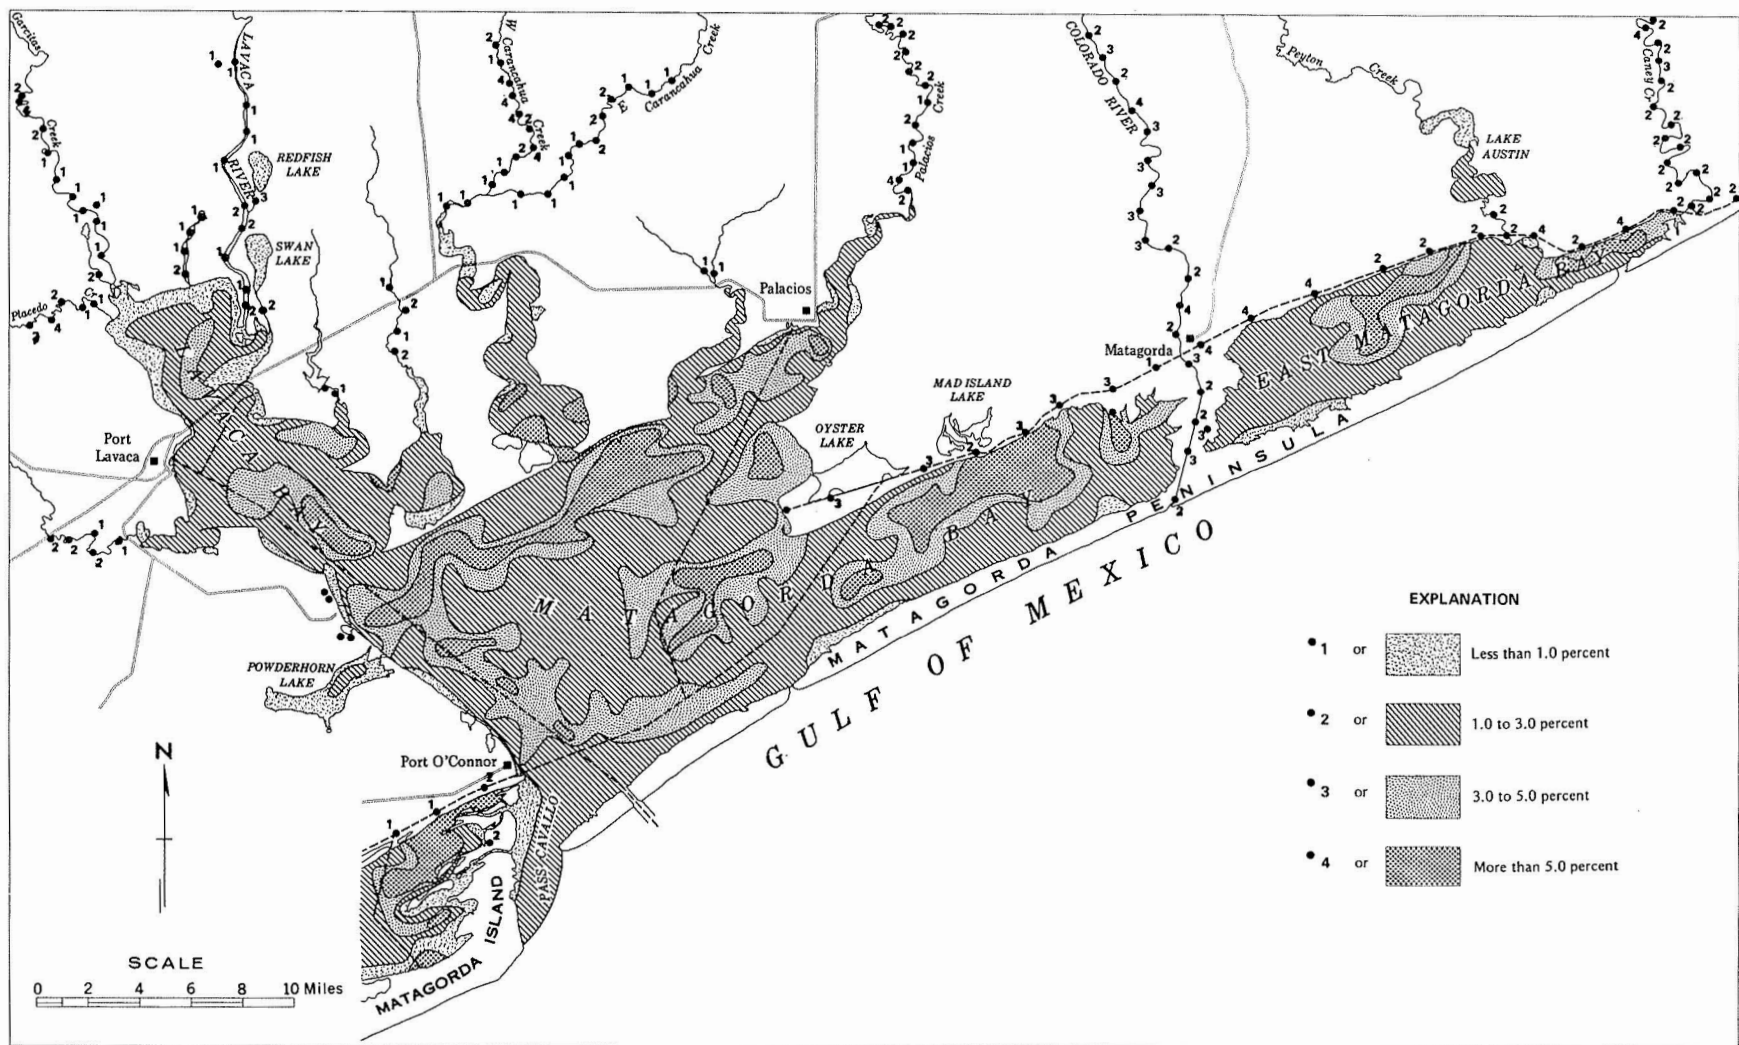 Garcitas
Creek
LAVACA
RIVER
REDFISH
LAKE
SWAN
LAKE
Placedo Cr
W Carancahua
Creek
E Carancahua Creek
Palacios
Creek
COLORADO RIVER
Peyton
Creek
LAKE
AUSTIN
Caney Cr
Palacios
Matagorda
MAD ISLAND
LAKE
OYSTER
LAKE
EAST MATAGORDA BAY
Port
Lavaca
LAVACA BAY
MATAGORDA BAY
MATAGORDA PENINSULA
GULF OF MEXICO
POWDERHORN
LAKE
Port O'Connor
PASS CAVALLO
MATAGORDA ISLAND
N
SCALE
0 2 4 6 8 10 Miles
EXPLANATION
1 or Less than 1.0 percent
2 or 1.0 to 3.0 percent
3 or 3.0 to 5.0 percent
4 or More than 5.0 percent